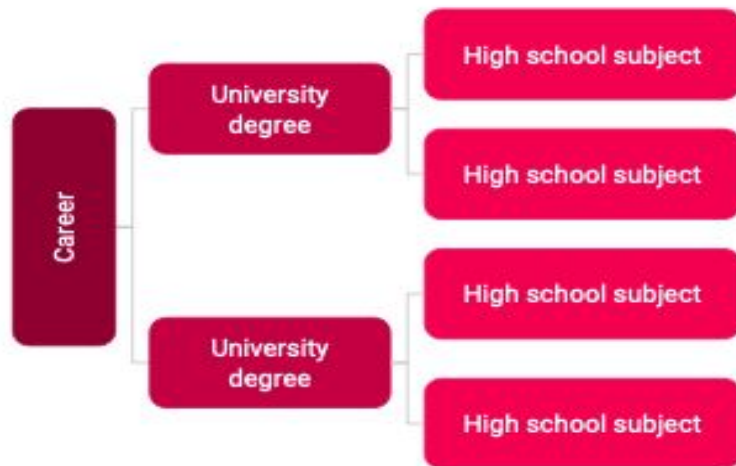 Career
University
degree
High school subject
High school subject
University
degree
High school subject
High school subject